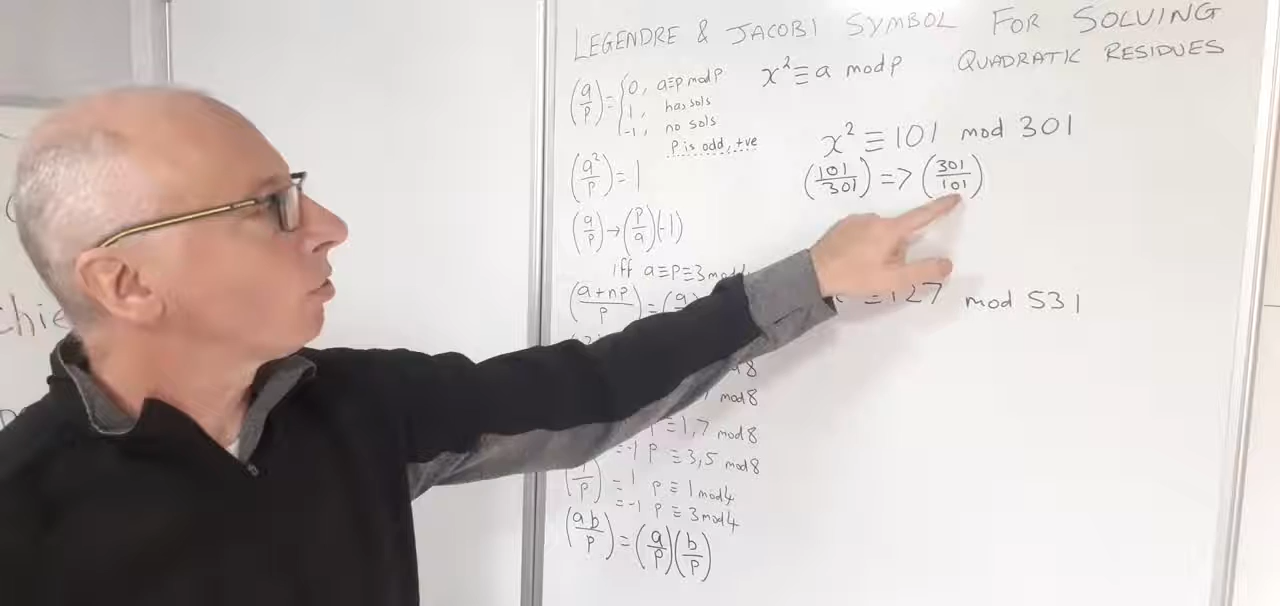 LEGENDRE & JACOBI SYMBOL FOR SOLVING
QUADRATIC RESIDUES
x² ≡ a mod p
(a/p) = { 0, a≡p mod p
1, has sols
-1, no sols
p is odd, +ve
(a²/p) = 1
(a/p) → (p/a)(-1)
iff a≡p≡3 mod
(a+np/p) = (a
mod 8
p ≡ 1,7 mod 8
= -1 p ≡ 3,5 mod 8
= 1 p ≡ 1 mod 4
= -1 p ≡ 3 mod 4
(ab/p) = (a/p)(b/p)
x² ≡ 101 mod 301
(101/301) => (301/101)
≡ 127 mod 531